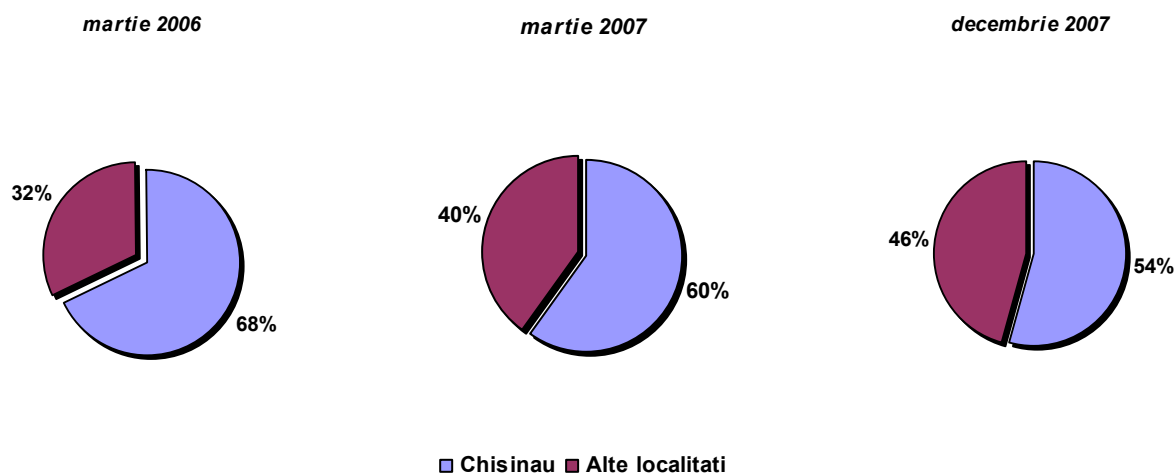 martie 2006
martie 2007
decembrie 2007
32%
68%
40%
60%
46%
54%
Chisinau
Alte localitati